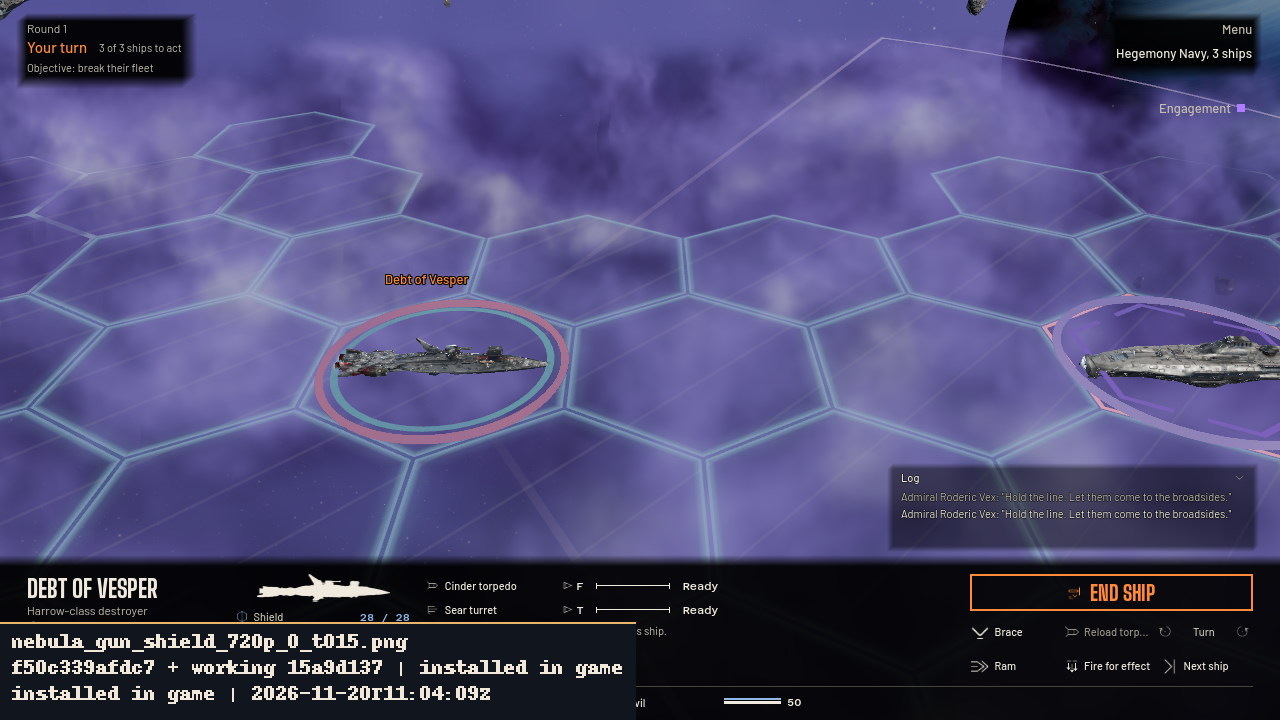 Round 1
Your turn 3 of 3 ships to act
Objective: break their fleet
Menu
Hegemony Navy, 3 ships
Engagement
Debt of Vesper
Log
Admiral Roderic Vex: "Hold the line. Let them come to the broadsides."
Admiral Roderic Vex: "Hold the line. Let them come to the broadsides."
DEBT OF VESPER
Harrow-class destroyer
Shield 28 / 28
Cinder torpedo F Ready
Sear turret T Ready
s ship.
END SHIP
Brace Reload torp... Turn
Ram Fire for effect Next ship
50
nebula_gun_shield_720p_0_t015.png
f50c339afdc7 + working 15a9d137 | installed in game
installed in game | 2026-11-20T11:04:09Z